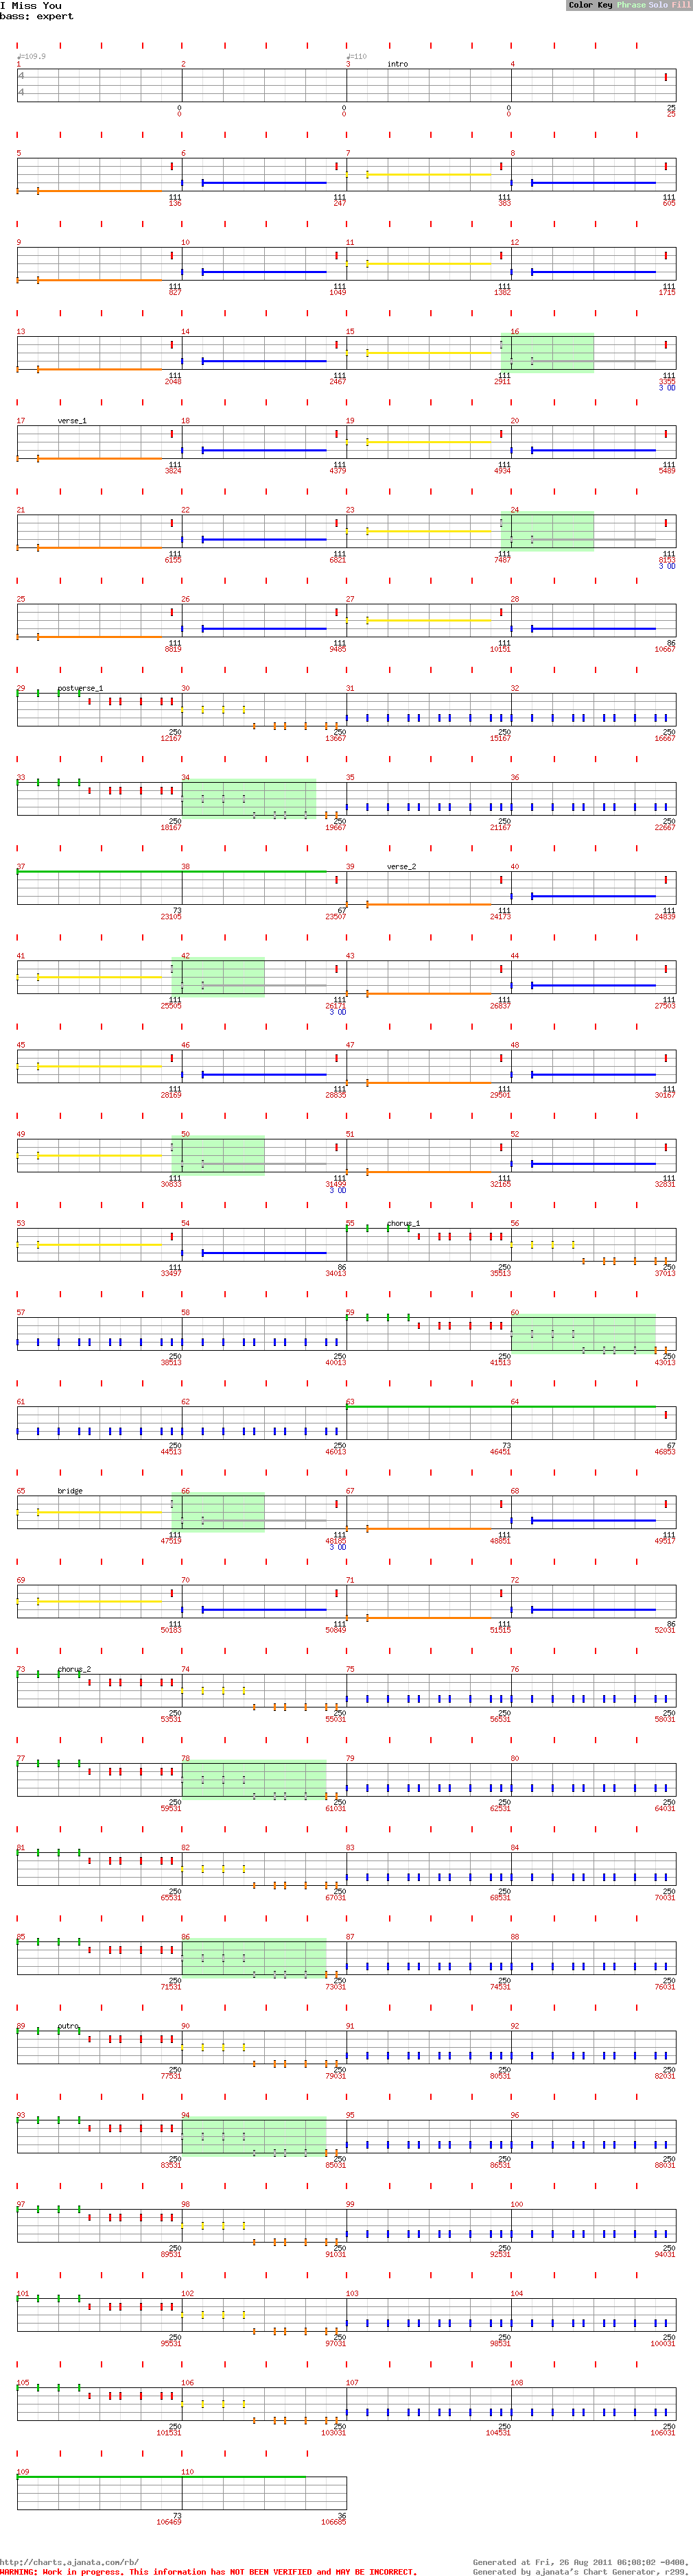 I Miss You
bass: expert
Color Key Phrase Solo Fill
♩=109.9 ♩=110
1 2 3 intro 4
4
4
0 0 0 25
0 0 0 25
5 6 7 8
111 111 111 111
136 247 383 605
9 10 11 12
111 111 111 111
827 1049 1382 1715
13 14 15 16
111 111 111 111
2048 2467 2911 3355
3 OD
17 verse_1 18 19 20
111 111 111 111
3824 4379 4934 5489
21 22 23 24
111 111 111 111
6155 6821 7487 8153
3 OD
25 26 27 28
111 111 111 86
8819 9485 10151 10667
29 postverse_1 30 31 32
250 250 250 250
12167 13667 15167 16667
33 34 35 36
250 250 250 250
18167 19667 21167 22667
37 38 39 verse_2 40
73 67 111 111
23105 23507 24173 24839
41 42 43 44
111 111 111 111
25505 26171 26837 27503
3 OD
45 46 47 48
111 111 111 111
28169 28835 29501 30167
49 50 51 52
111 111 111 111
30833 31499 32165 32831
3 OD
53 54 55 chorus_1 56
111 86 250 250
33497 34013 35513 37013
57 58 59 60
250 250 250 250
38513 40013 41513 43013
61 62 63 64
250 250 73 67
44513 46013 46451 46853
65 bridge 66 67 68
111 111 111 111
47519 48185 48851 49517
3 OD
69 70 71 72
111 111 111 86
50183 50849 51515 52031
73 chorus_2 74 75 76
250 250 250 250
53531 55031 56531 58031
77 78 79 80
250 250 250 250
59531 61031 62531 64031
81 82 83 84
250 250 250 250
65531 67031 68531 70031
85 86 87 88
250 250 250 250
71531 73031 74531 76031
89 outro 90 91 92
250 250 250 250
77531 79031 80531 82031
93 94 95 96
250 250 250 250
83531 85031 86531 88031
97 98 99 100
250 250 250 250
89531 91031 92531 94031
101 102 103 104
250 250 250 250
95531 97031 98531 100031
105 106 107 108
250 250 250 250
101531 103031 104531 106031
109 110
73 36
106469 106685
http://charts.ajanata.com/rb/ Generated at Fri, 26 Aug 2011 06:08:02 -0400.
WARNING: Work in progress. This information has NOT BEEN VERIFIED and MAY BE INCORRECT. Generated by ajanata's Chart Generator, r299.